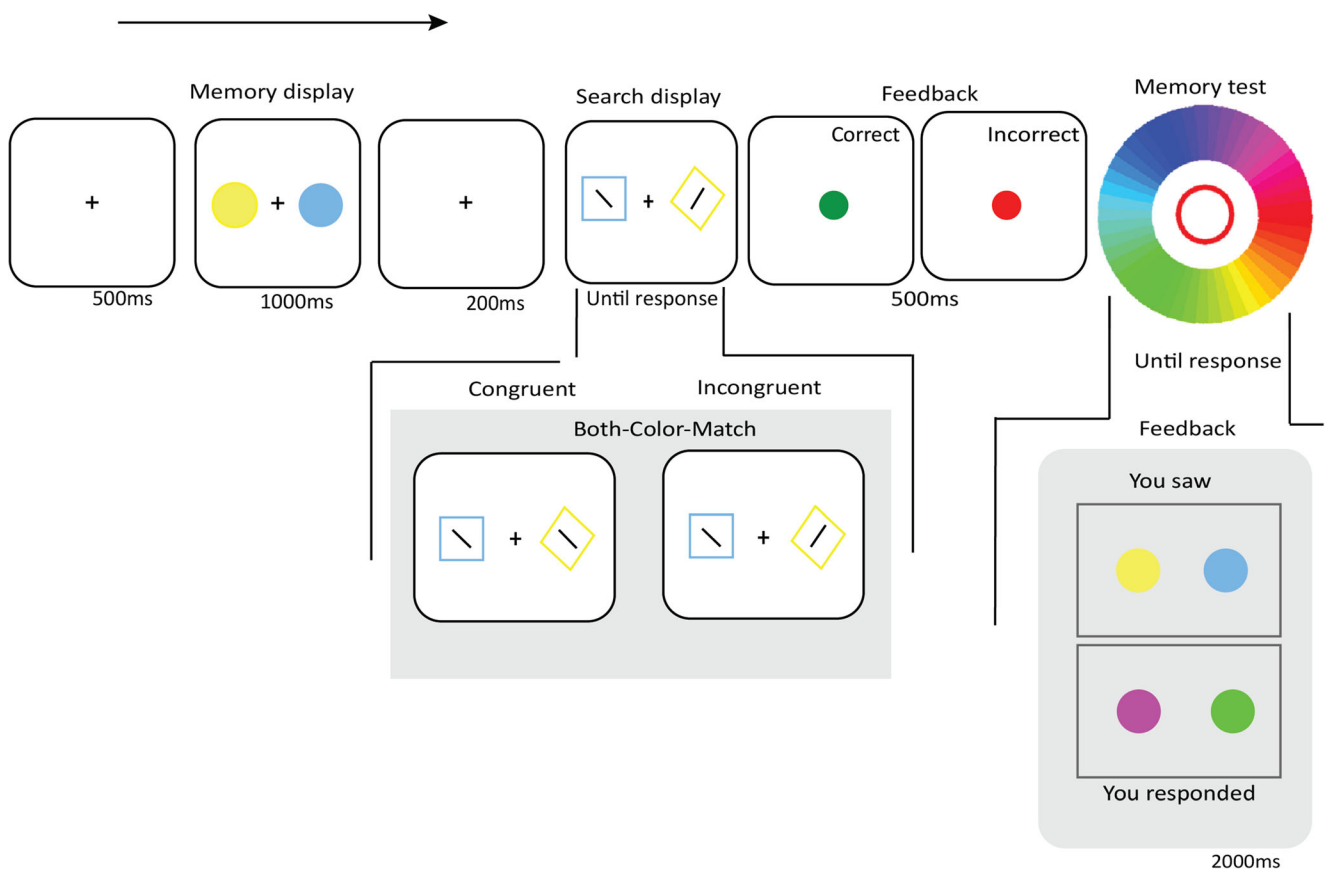 Memory display
Search display
Feedback
Memory test
Correct
Incorrect
+
+
+
+
500ms
1000ms
200ms
Until response
500ms
Until response
Congruent
Incongruent
Both-Color-Match
+
+
Feedback
You saw
You responded
2000ms